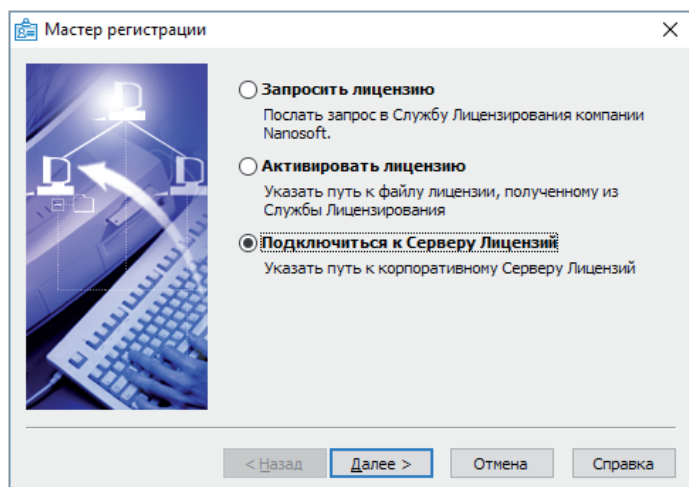 Мастер регистрации
Запросить лицензию
Послать запрос в Службу Лицензирования компании
Nanosoft.
Активировать лицензию
Указать путь к файлу лицензии, полученному из
Службы Лицензирования
Подключиться к Серверу Лицензий
Указать путь к корпоративному Серверу Лицензий
< Назад Далее > Отмена Справка